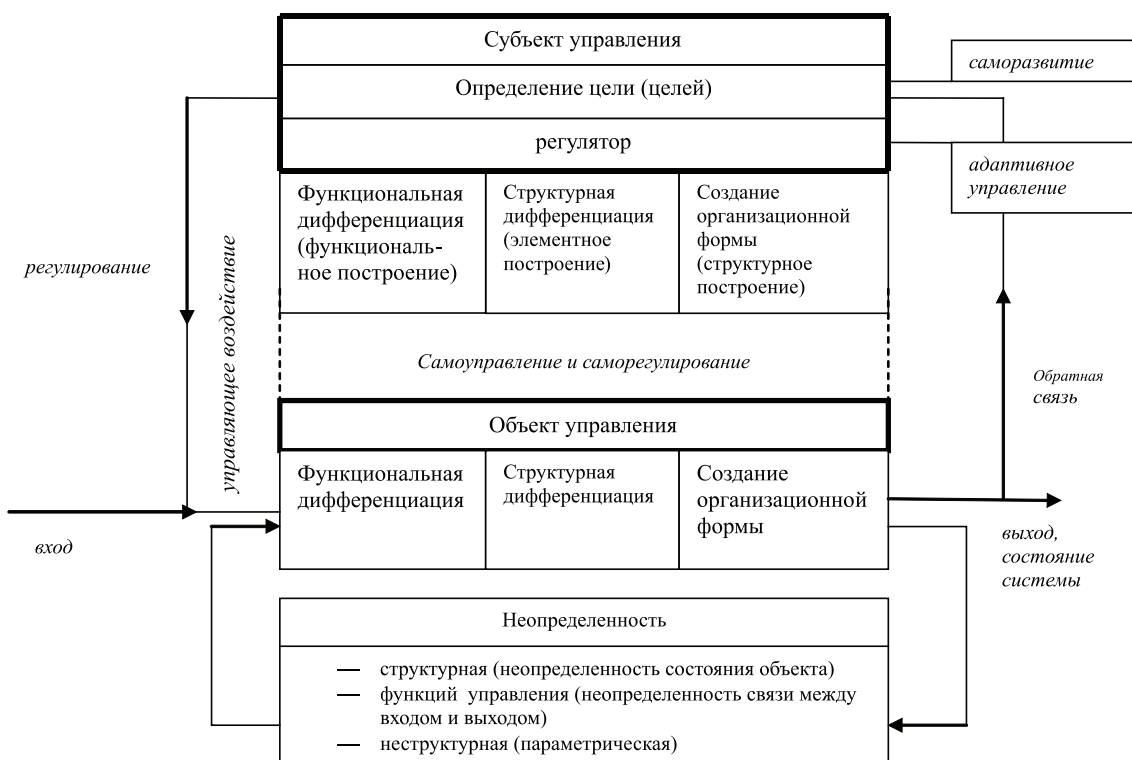 Субъект управления
Определение цели (целей)
регулятор
саморазвитие
адаптивное
управление
Функциональная
дифференциация
(функциональ-
ное построение)
Структурная
дифференциация
(элементное
построение)
Создание
организационной
формы
(структурное
построение)
регулирование
управляющее воздействие
Самоуправление и саморегулирование
Обратная
связь
Объект управления
Функциональная
дифференциация
Структурная
дифференциация
Создание
организационной
формы
вход
выход,
состояние
системы
Неопределенность
— структурная (неопределенность состояния объекта)
— функций управления (неопределенность связи между
входом и выходом)
— неструктурная (параметрическая)